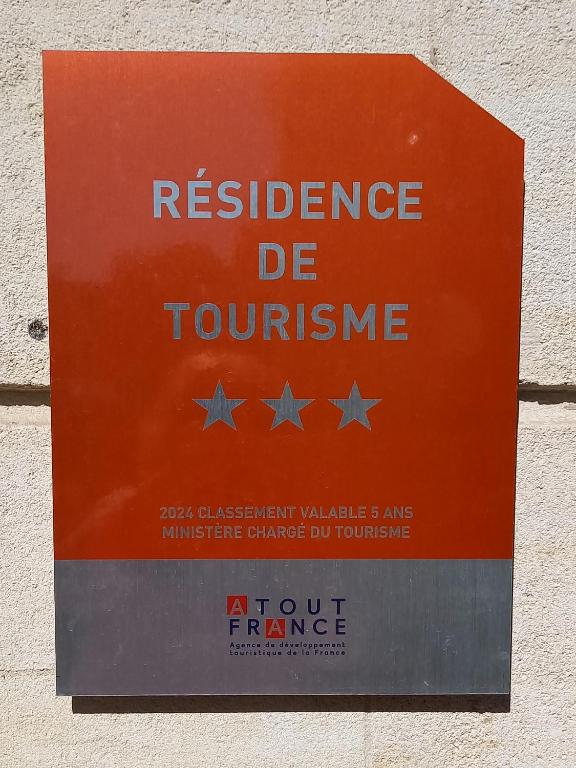 RÉSIDENCE
DE
TOURISME
2024 CLASSEMENT VALABLE 5 ANS
MINISTÈRE CHARGÉ DU TOURISME
ATOUT
FRANCE
Agence de développement
touristique de la France